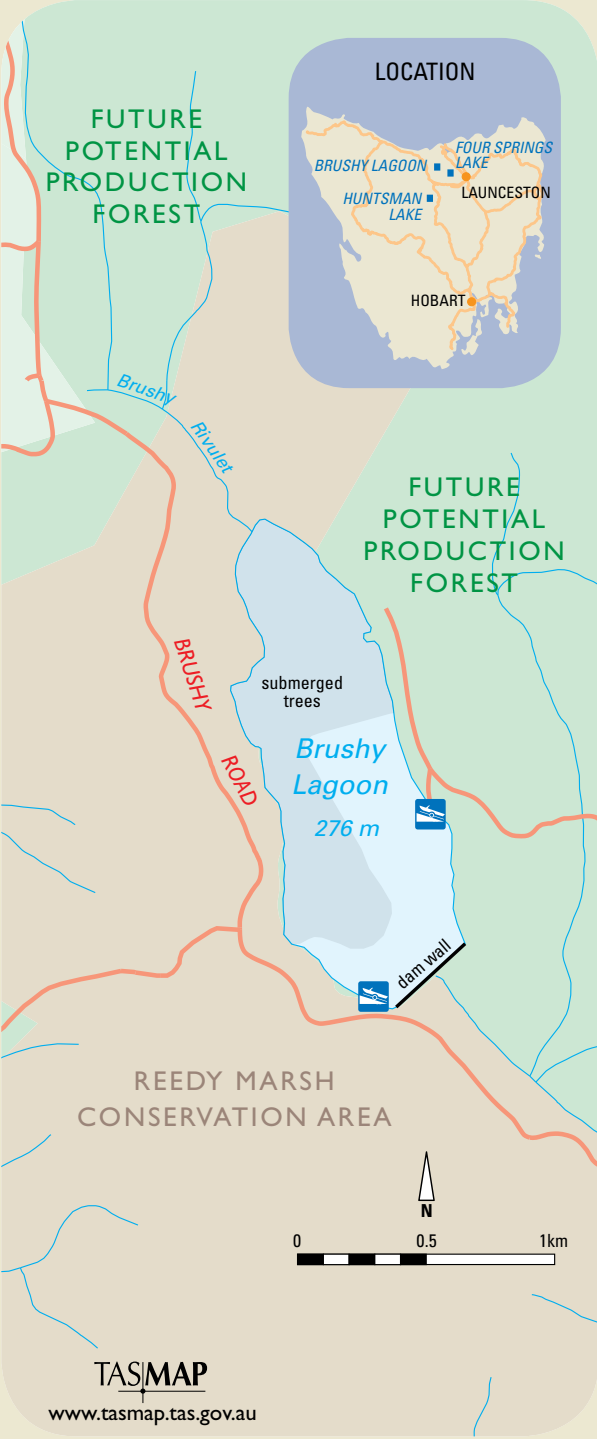 LOCATION
FOUR SPRINGS
LAKE
BRUSHY LAGOON
LAUNCESTON
HUNTSMAN
LAKE
HOBART
FUTURE
POTENTIAL
PRODUCTION
FOREST
Brushy
Rivulet
FUTURE
POTENTIAL
PRODUCTION
FOREST
BRUSHY
ROAD
submerged
trees
Brushy
Lagoon
276 m
dam wall
REEDY MARSH
CONSERVATION AREA
N
0 0.5 1km
TASMAP
www.tasmap.tas.gov.au